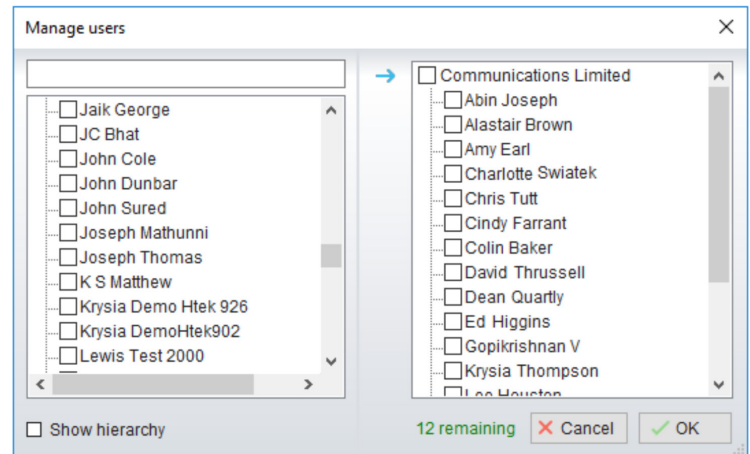 Manage users
Jaik George
JC Bhat
John Cole
John Dunbar
John Sured
Joseph Mathunni
Joseph Thomas
K S Matthew
Krysia Demo Htek 926
Krysia DemoHtek902
Lewis Test 2000
Show hierarchy
Communications Limited
Abin Joseph
Alastair Brown
Amy Earl
Charlotte Swiatek
Chris Tutt
Cindy Farrant
Colin Baker
David Thrussell
Dean Quartly
Ed Higgins
Gopikrishnan V
Krysia Thompson
12 remaining
Cancel
OK